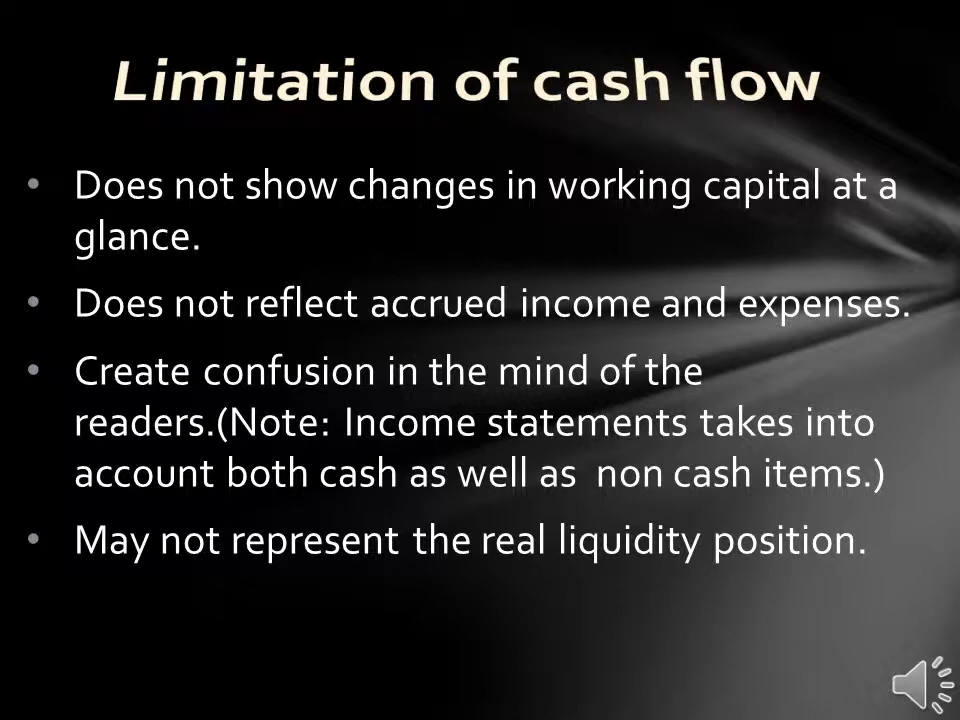 Limitation of cash flow
• Does not show changes in working capital at a
glance.
• Does not reflect accrued income and expenses.
• Create confusion in the mind of the
readers.(Note: Income statements takes into
account both cash as well as non cash items.)
• May not represent the real liquidity position.